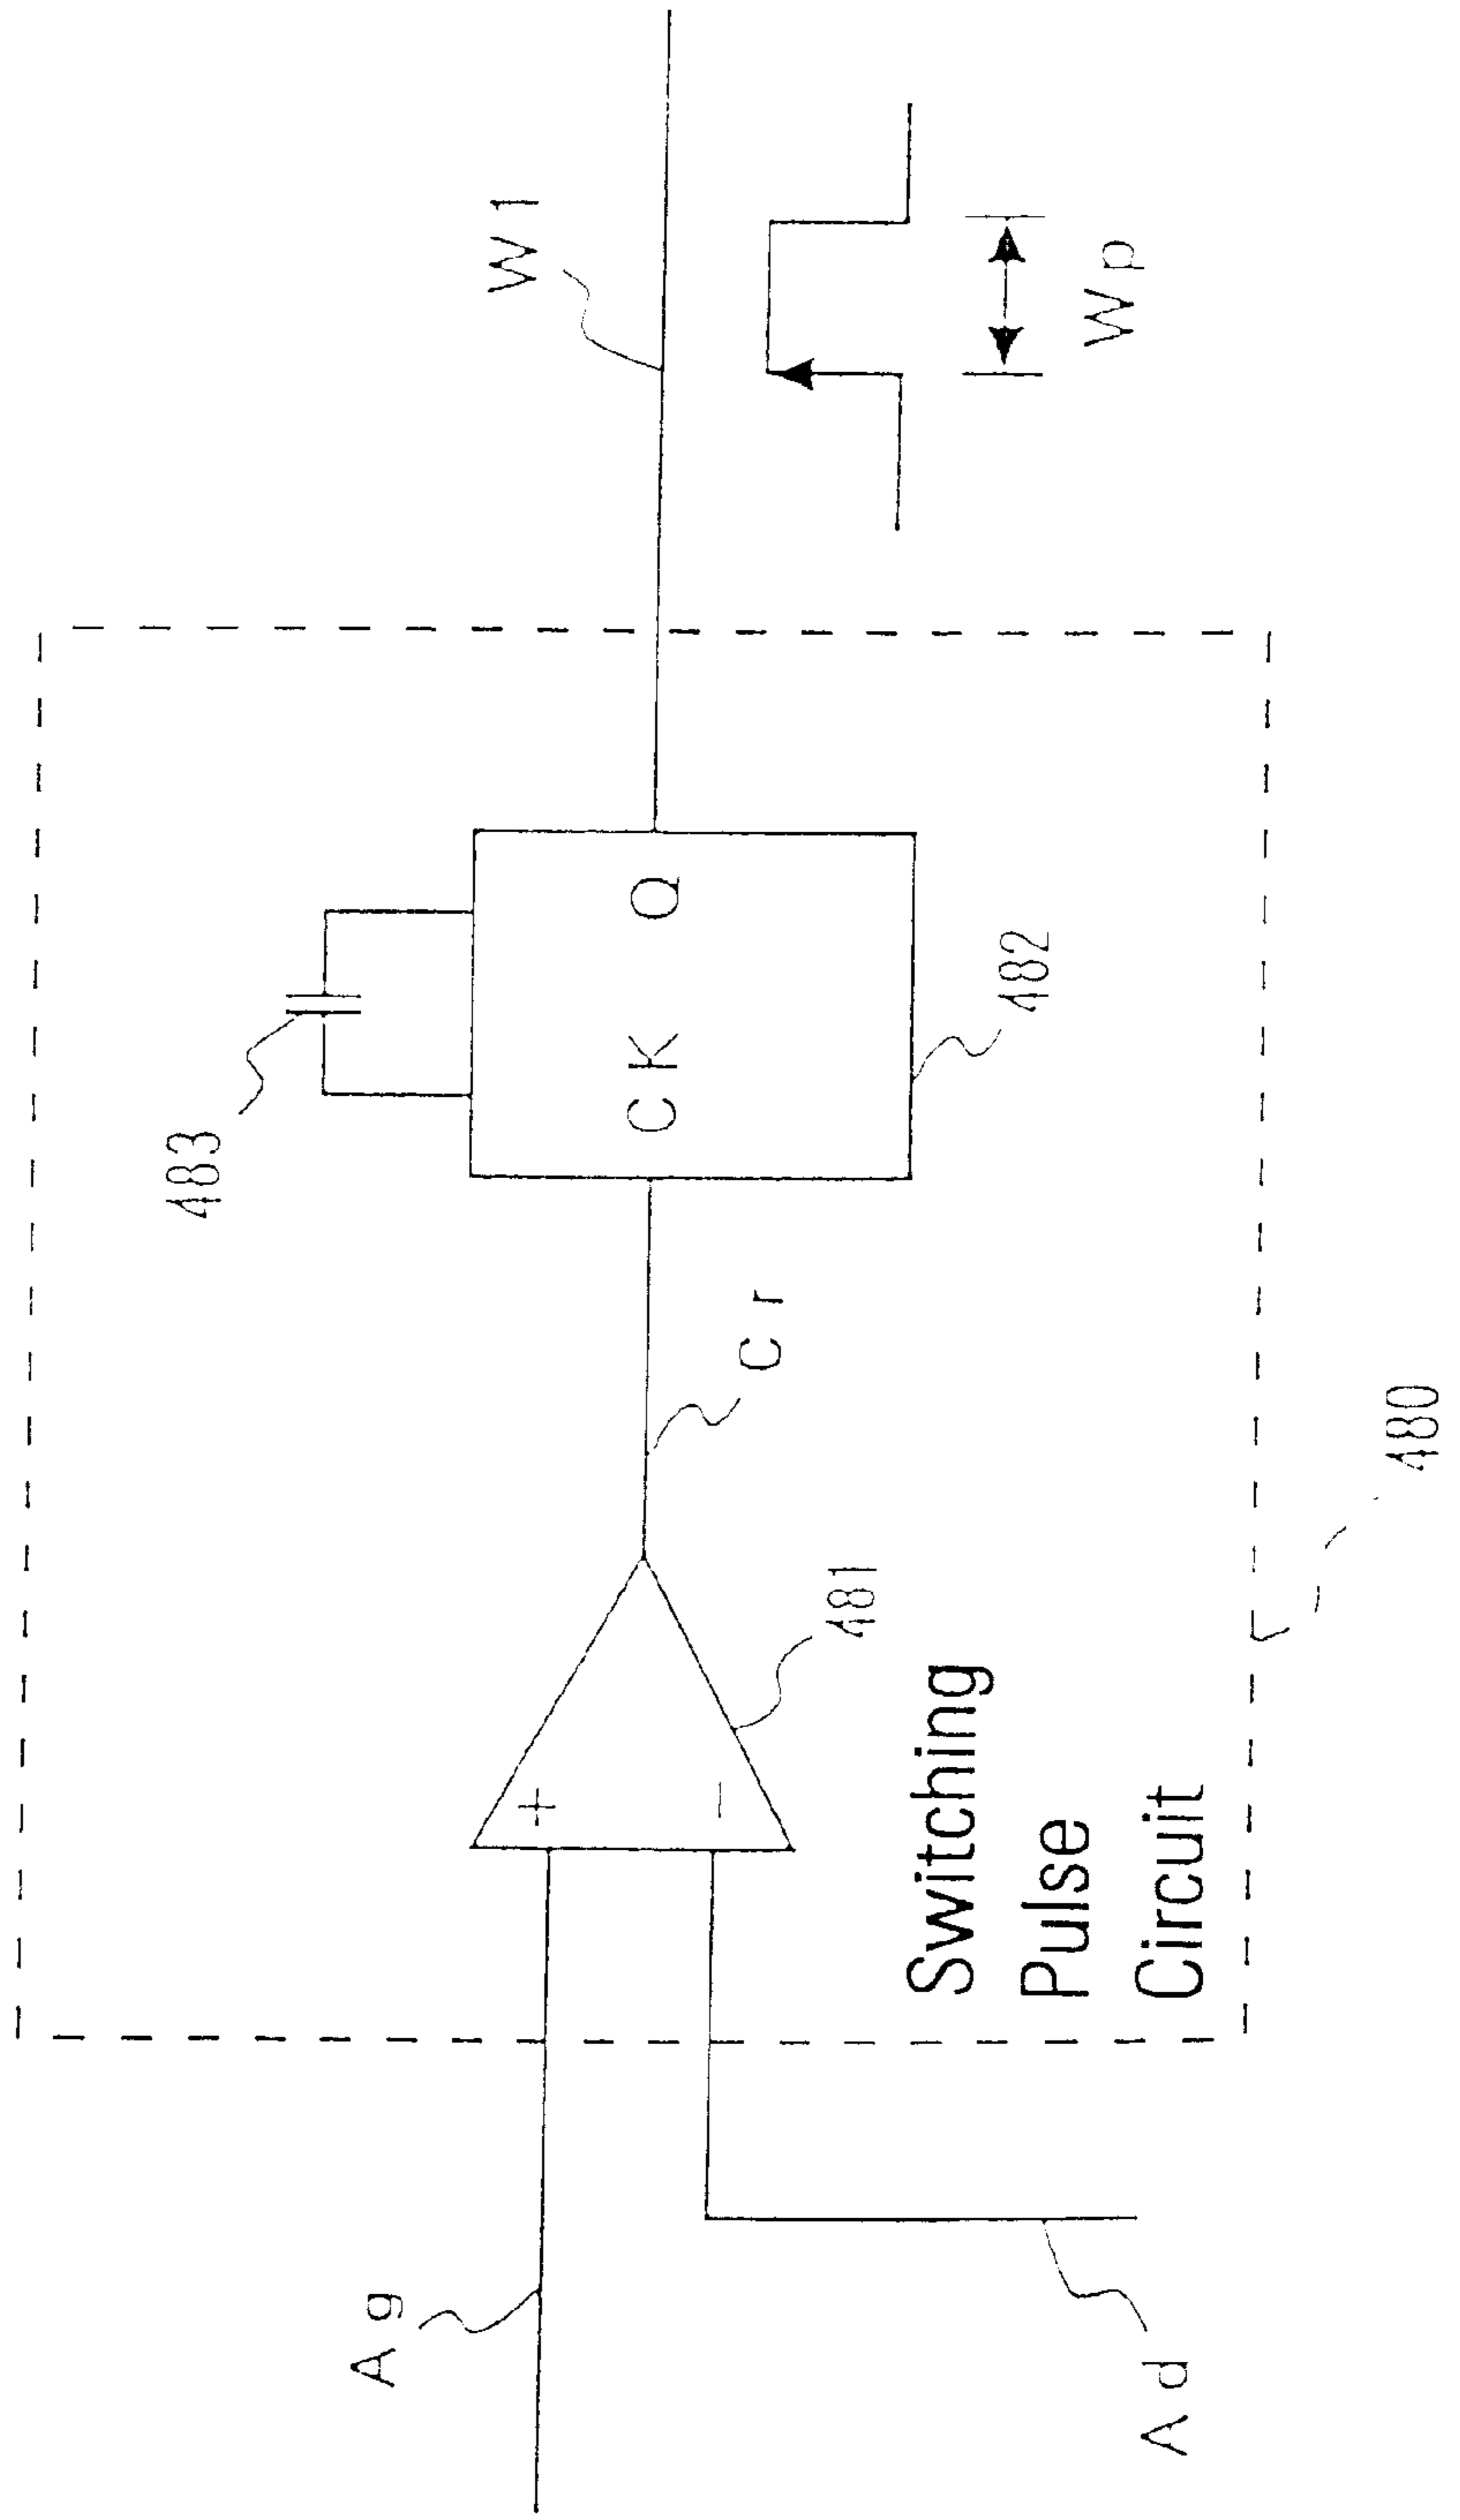 Ag
Ad
Switching
Pulse
Circuit
+
−
481
Cr
480
483
CK Q
482
W1
Wp